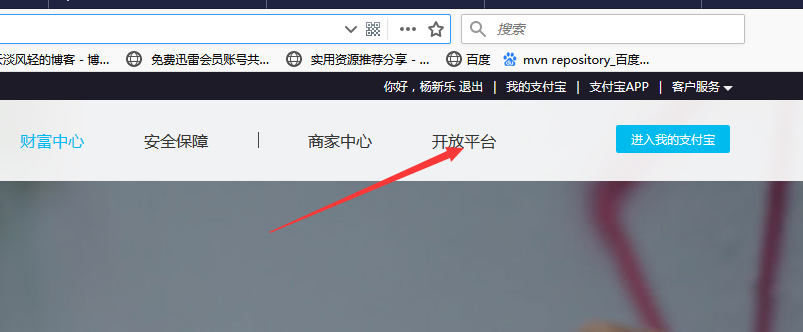 搜索
淡风轻的博客 - 博... 免费迅雷会员账号共... 实用资源推荐分享 - ... 百度 mvn repository_百度...
你好，杨新乐 退出 | 我的支付宝 | 支付宝APP | 客户服务
财富中心 安全保障 | 商家中心 开放平台 进入我的支付宝